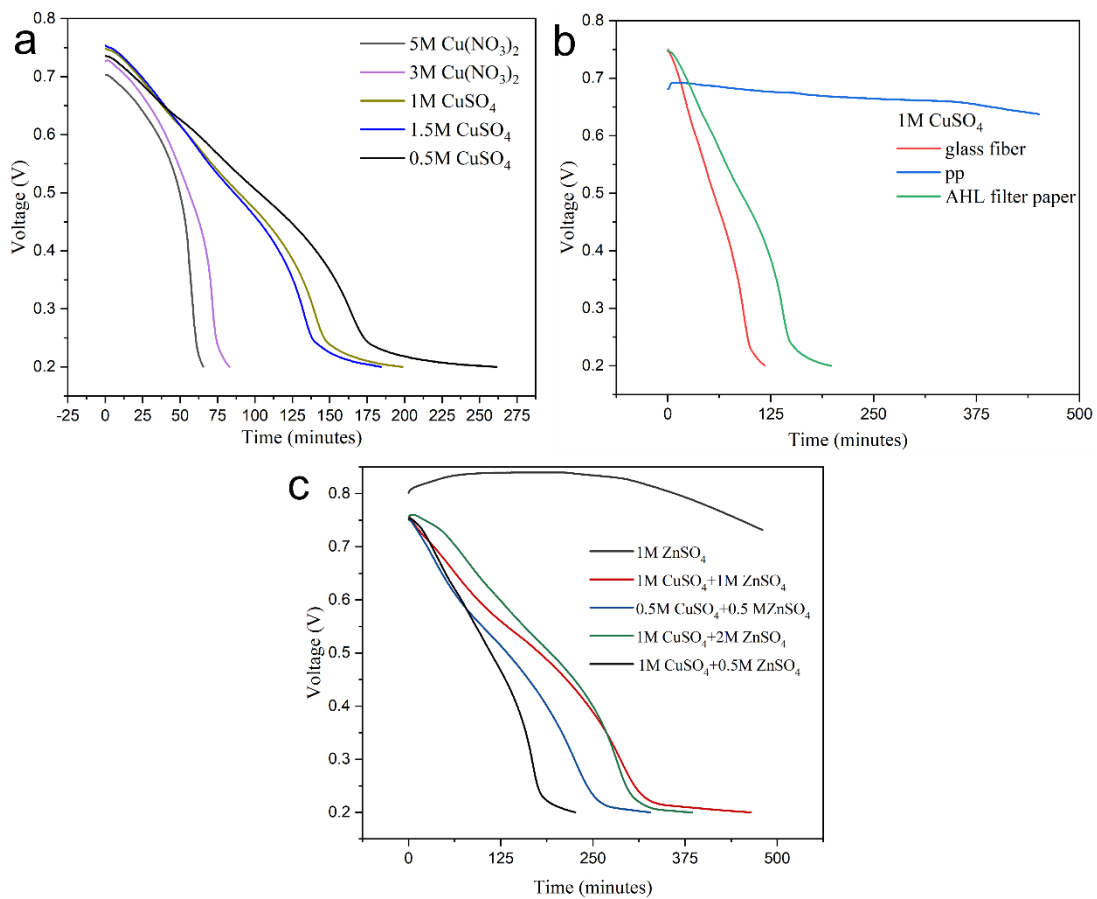 a
0.8
0.7
0.6
0.5
0.4
0.3
0.2
Voltage (V)
5M Cu(NO₃)₂
3M Cu(NO₃)₂
1M CuSO₄
1.5M CuSO₄
0.5M CuSO₄
-25 0 25 50 75 100 125 150 175 200 225 250 275
Time (minutes)
b
0.8
0.7
0.6
0.5
0.4
0.3
0.2
Voltage (V)
1M CuSO₄
glass fiber
pp
AHL filter paper
0 125 250 375 500
Time (minutes)
c
0.8
0.7
0.6
0.5
0.4
0.3
0.2
Voltage (V)
1M ZnSO₄
1M CuSO₄+1M ZnSO₄
0.5M CuSO₄+0.5 MZnSO₄
1M CuSO₄+2M ZnSO₄
1M CuSO₄+0.5M ZnSO₄
0 125 250 375 500
Time (minutes)